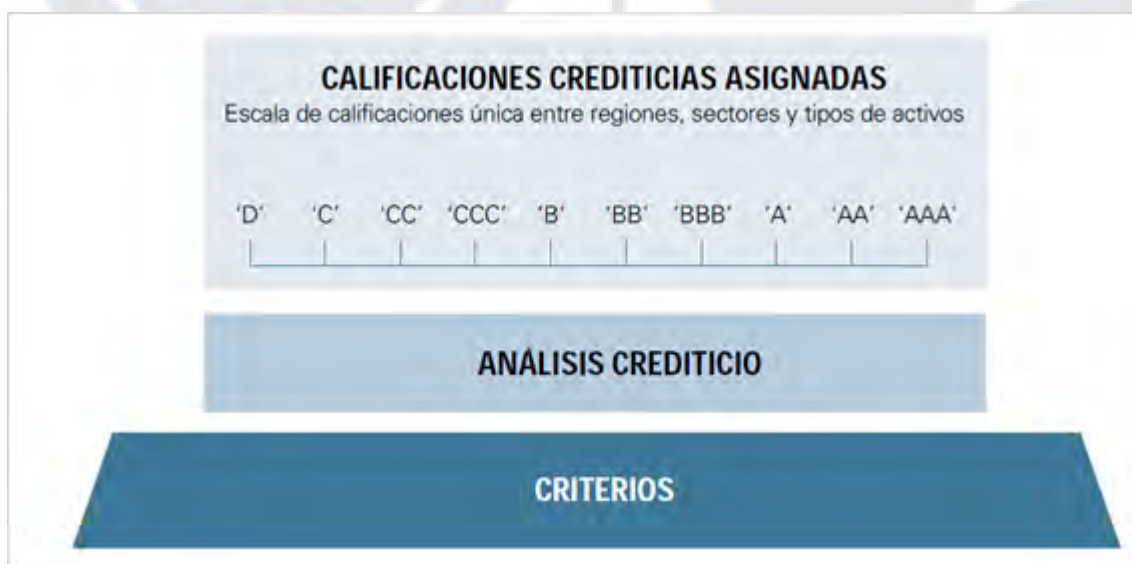 CALIFICACIONES CREDITICIAS ASIGNADAS
Escala de calificaciones única entre regiones, sectores y tipos de activos
‘D’ ‘C’ ‘CC’ ‘CCC’ ‘B’ ‘BB’ ‘BBB’ ‘A’ ‘AA’ ‘AAA’
ANÁLISIS CREDITICIO
CRITERIOS